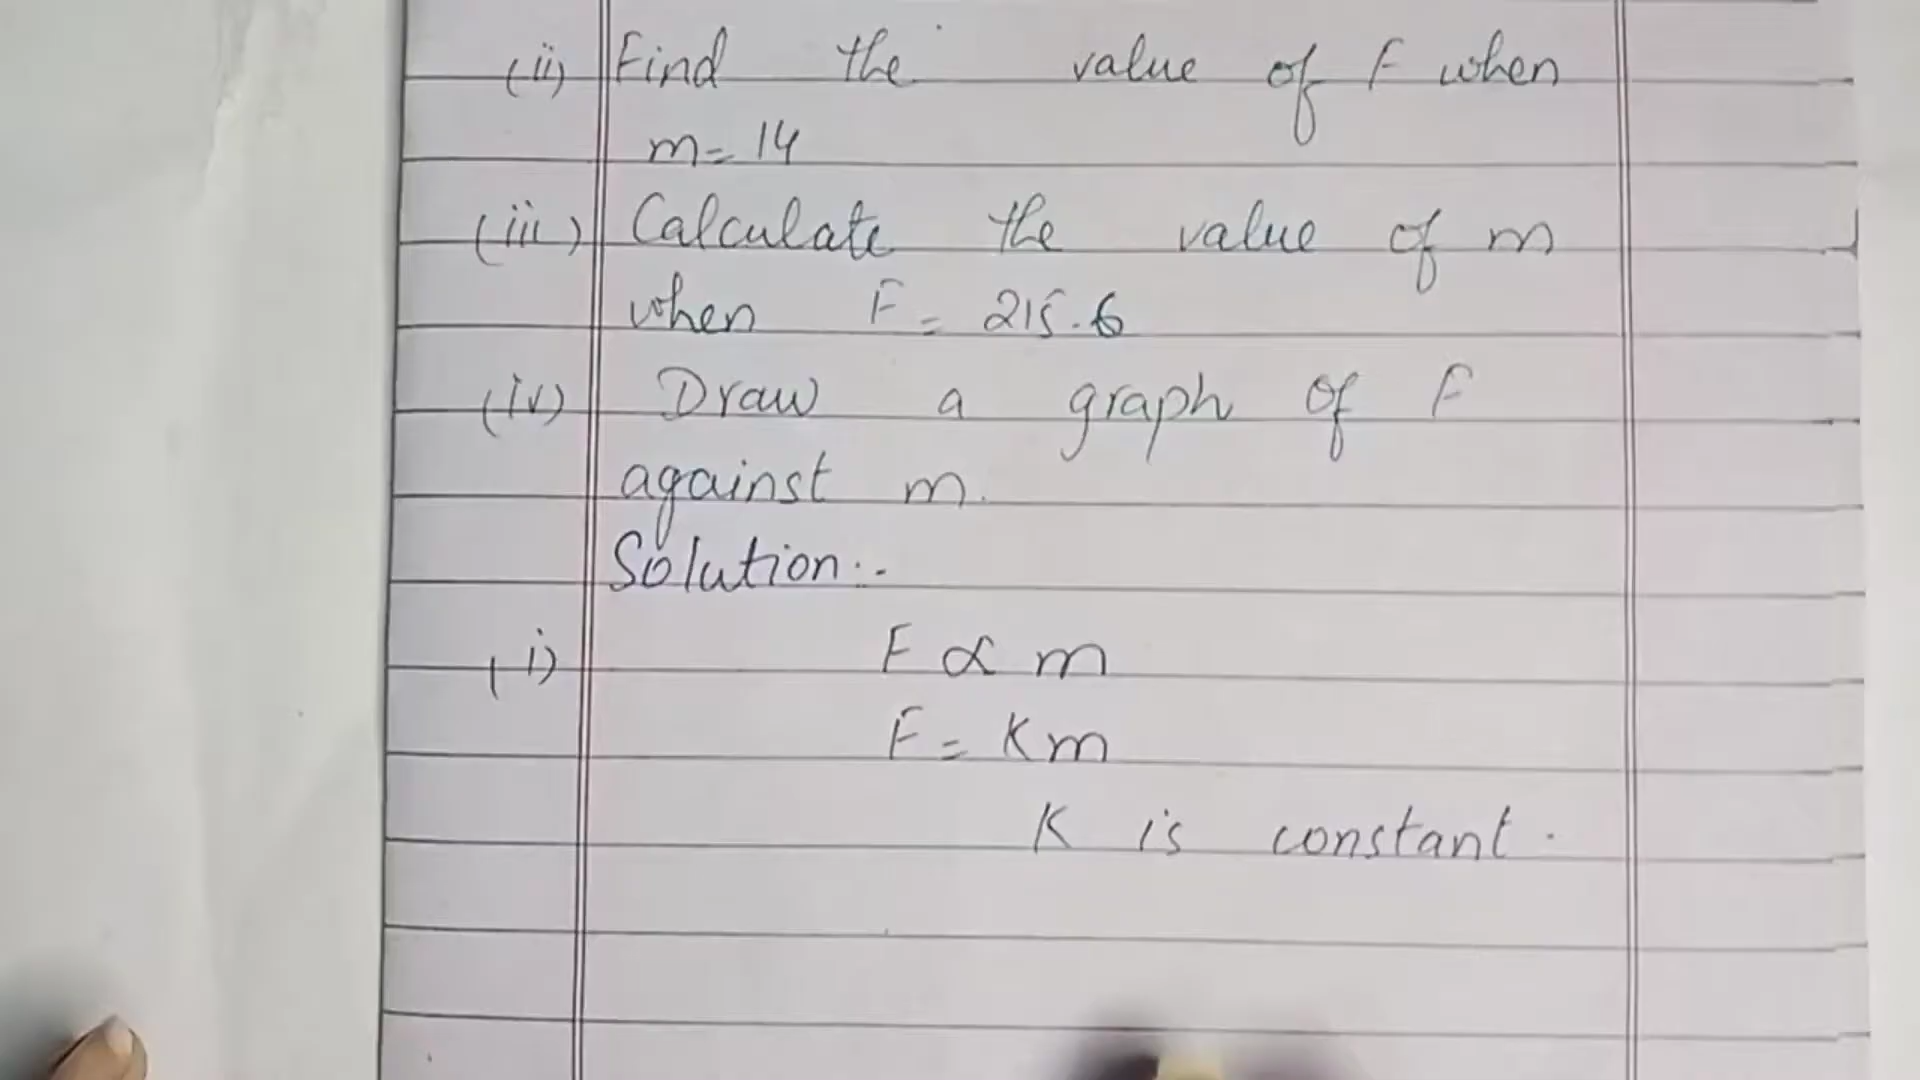 (ii) Find the value of F when
m = 14
(iii) Calculate the value of m
when F = 215.6
(iv) Draw a graph of F
against m.
Solution:-
(i) F ∝ m
F = Km
K is constant.